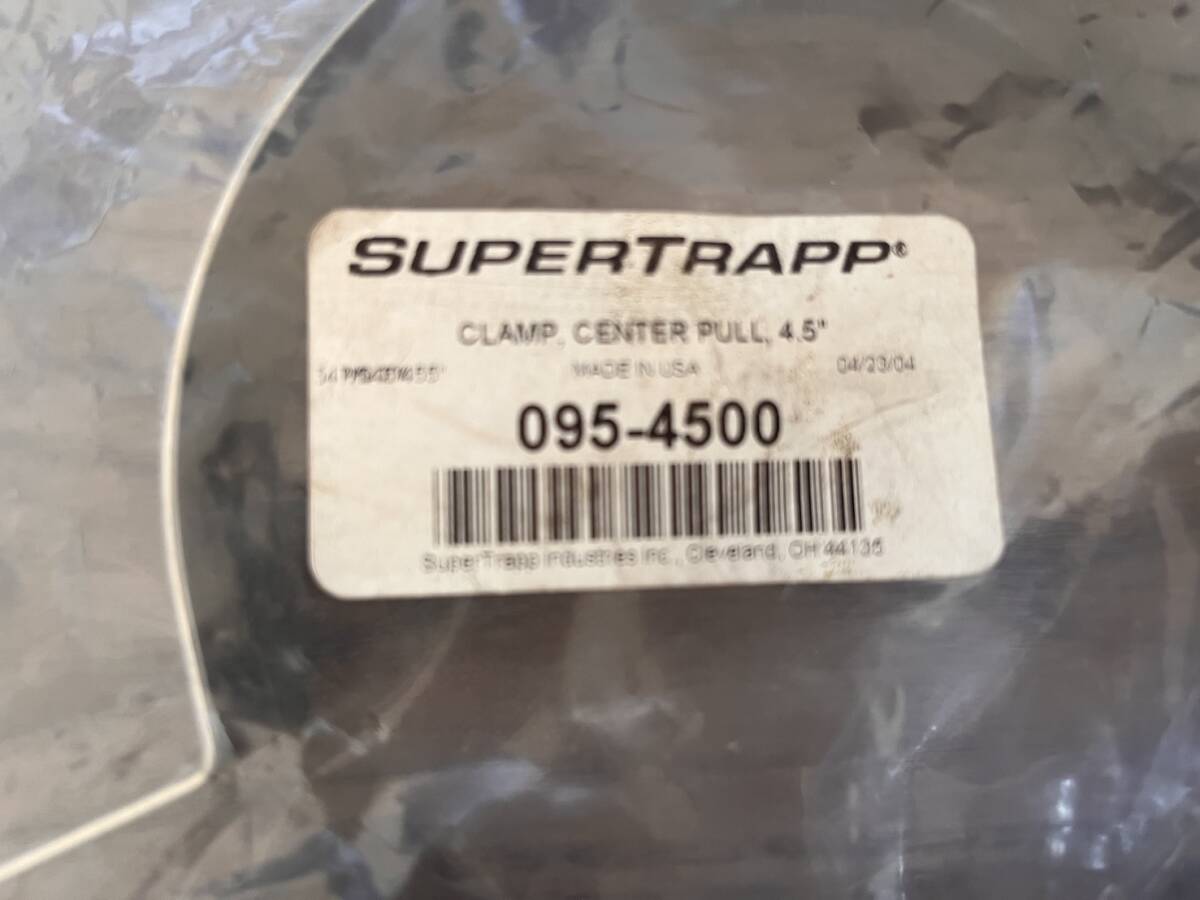 SUPERTRAPP®
CLAMP, CENTER PULL, 4.5"
MADE IN USA 04/23/04
095-4500
SuperTrapp Industries Inc., Cleveland, OH 44135